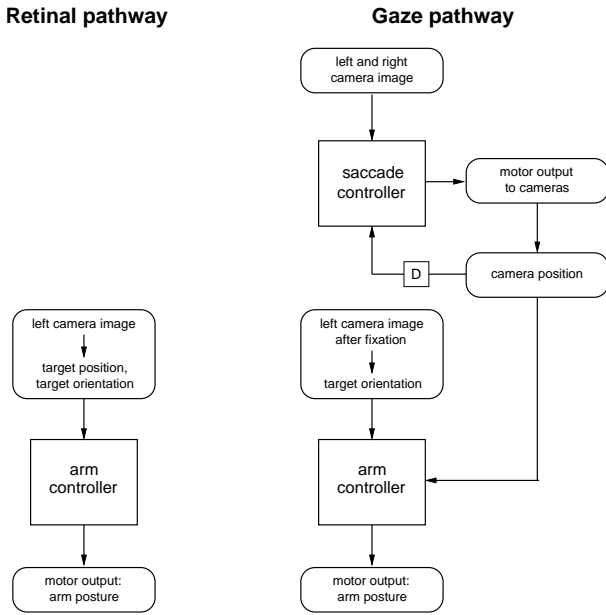 Retinal pathway
Gaze pathway
left and right
camera image
saccade
controller
motor output
to cameras
D
camera position
left camera image
target position,
target orientation
arm
controller
motor output:
arm posture
left camera image
after fixation
target orientation
arm
controller
motor output:
arm posture